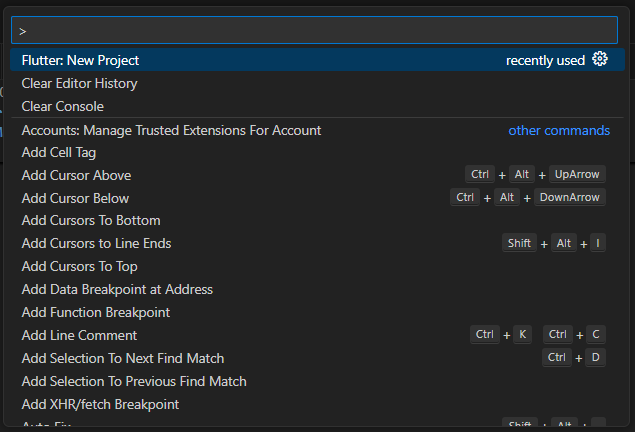 >
Flutter: New Project recently used
Clear Editor History
Clear Console
Accounts: Manage Trusted Extensions For Account other commands
Add Cell Tag
Add Cursor Above Ctrl + Alt + UpArrow
Add Cursor Below Ctrl + Alt + DownArrow
Add Cursors To Bottom
Add Cursors to Line Ends Shift + Alt + I
Add Cursors To Top
Add Data Breakpoint at Address
Add Function Breakpoint
Add Line Comment Ctrl + K Ctrl + C
Add Selection To Next Find Match Ctrl + D
Add Selection To Previous Find Match
Add XHR/fetch Breakpoint
Auto Fix Shift + Alt +